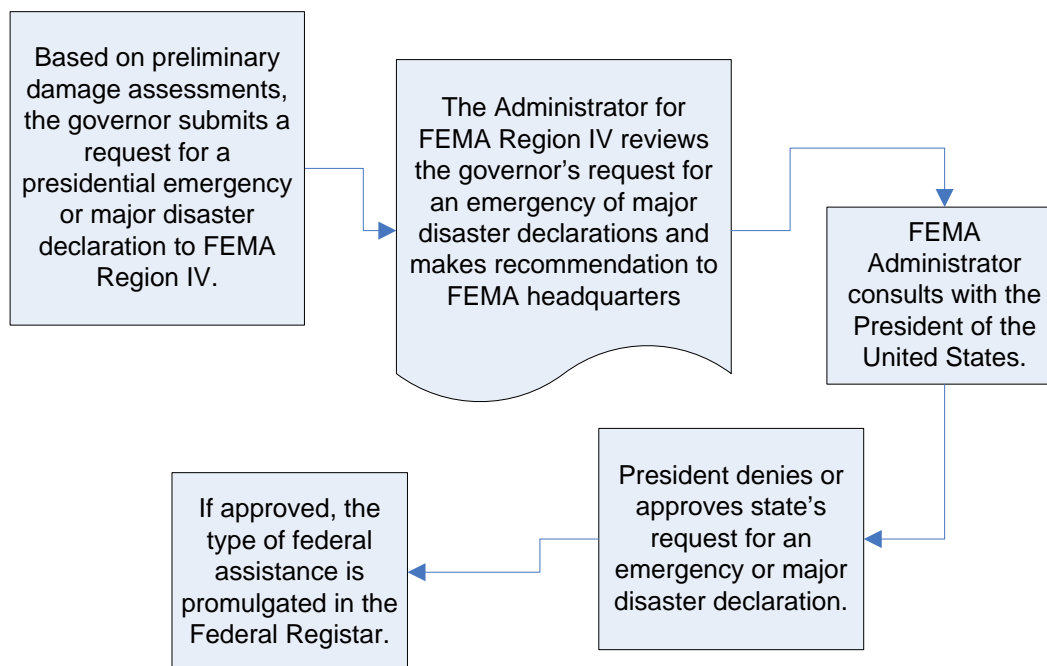 Based on preliminary
damage assessments,
the governor submits a
request for a
presidential emergency
or major disaster
declaration to FEMA
Region IV.
The Administrator for
FEMA Region IV reviews
the governor’s request for
an emergency of major
disaster declarations and
makes recommendation to
FEMA headquarters
FEMA
Administrator
consults with the
President of the
United States.
President denies or
approves state’s
request for an
emergency or major
disaster declaration.
If approved, the
type of federal
assistance is
promulgated in the
Federal Registar.